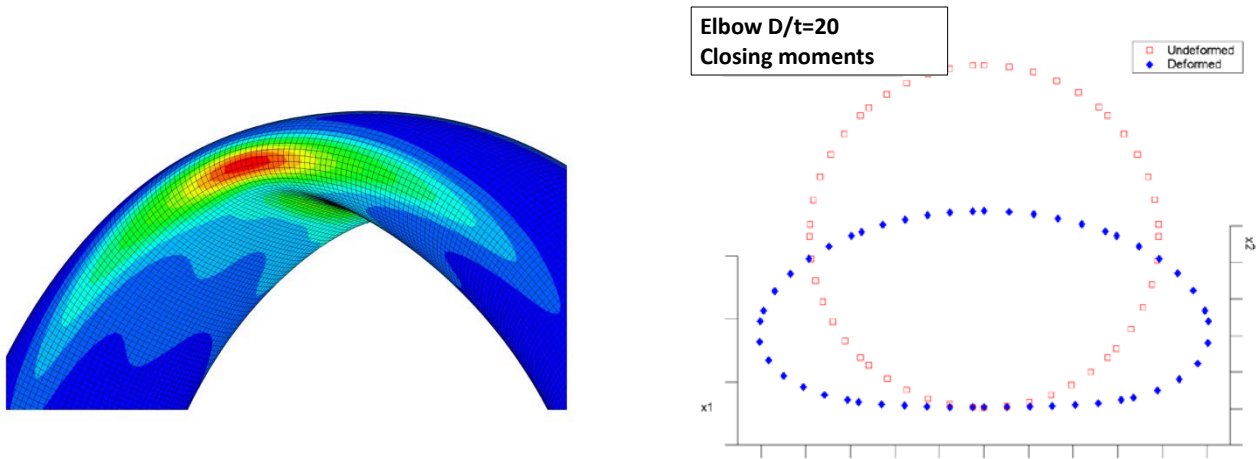 Elbow D/t=20
Closing moments
Undeformed
Deformed
x2
x1